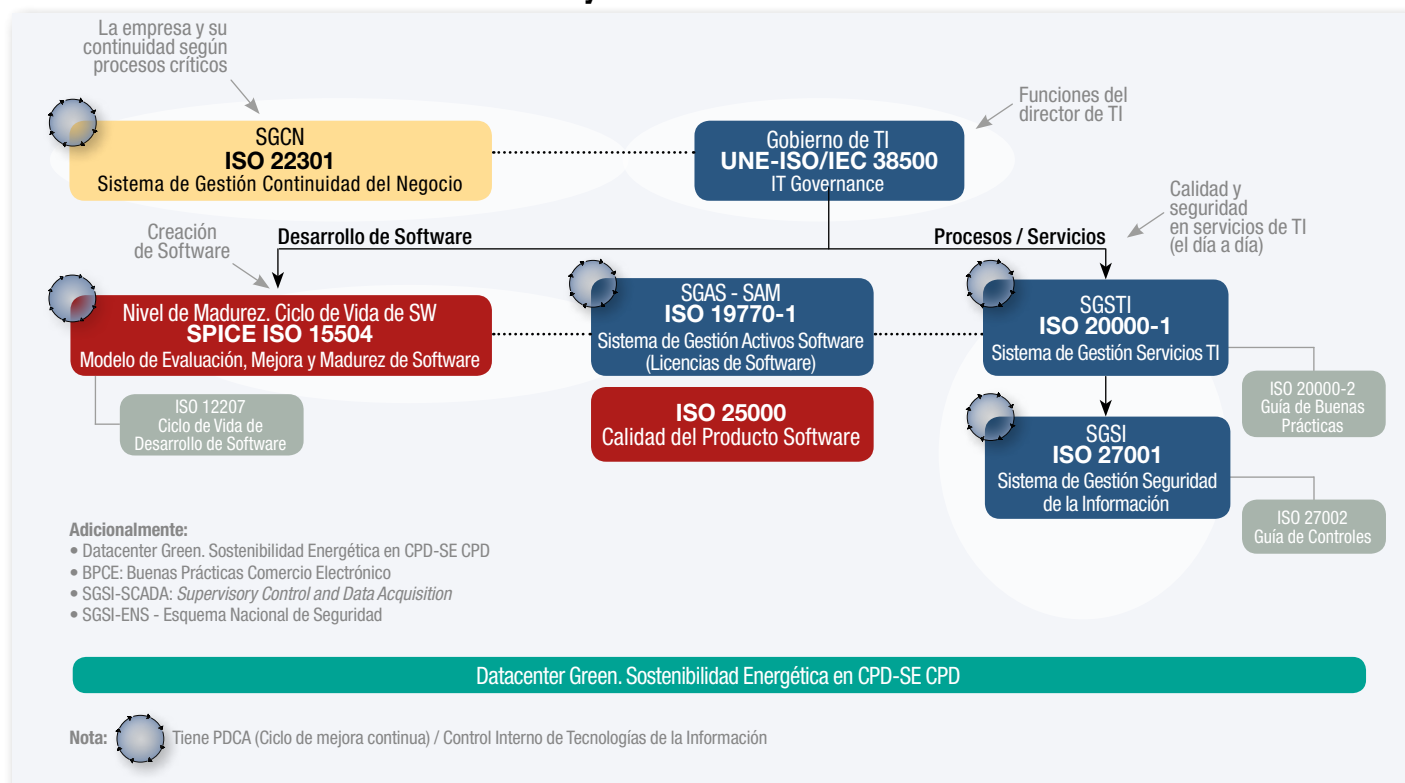 La empresa y su
continuidad según
procesos críticos
Funciones del
director de TI
SGCN
ISO 22301
Sistema de Gestión Continuidad del Negocio
Gobierno de TI
UNE-ISO/IEC 38500
IT Governance
Calidad y
seguridad
en servicios de TI
(el día a día)
Creación
de Software
Desarrollo de Software
Procesos / Servicios
Nivel de Madurez. Ciclo de Vida de SW
SPICE ISO 15504
Modelo de Evaluación, Mejora y Madurez de Software
SGAS - SAM
ISO 19770-1
Sistema de Gestión Activos Software
(Licencias de Software)
SGSTI
ISO 20000-1
Sistema de Gestión Servicios TI
ISO 12207
Ciclo de Vida de
Desarrollo de Software
ISO 25000
Calidad del Producto Software
ISO 20000-2
Guía de Buenas
Prácticas
SGSI
ISO 27001
Sistema de Gestión Seguridad
de la Información
ISO 27002
Guía de Controles
Adicionalmente:
• Datacenter Green. Sostenibilidad Energética en CPD-SE CPD
• BPCE: Buenas Prácticas Comercio Electrónico
• SGSI-SCADA: Supervisory Control and Data Acquisition
• SGSI-ENS - Esquema Nacional de Seguridad
Datacenter Green. Sostenibilidad Energética en CPD-SE CPD
Nota: Tiene PDCA (Ciclo de mejora continua) / Control Interno de Tecnologías de la Información